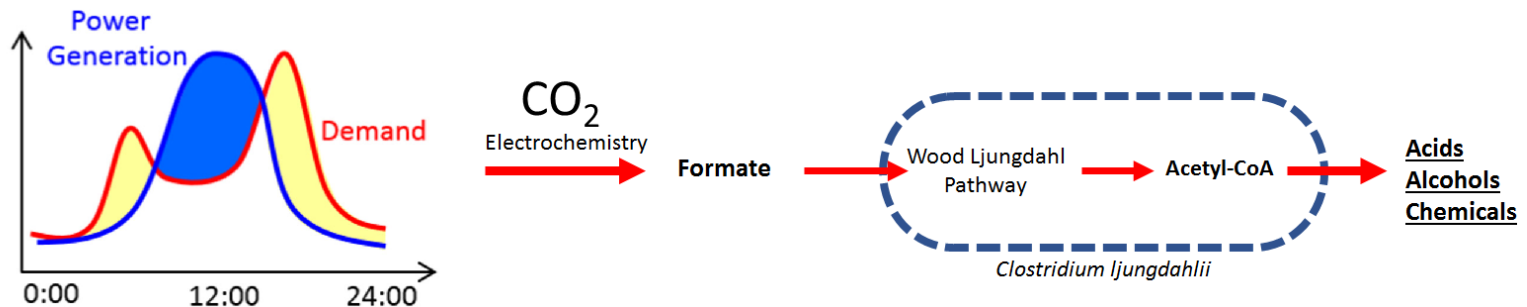 Power
Generation
Demand
0:00
12:00
24:00
CO₂
Electrochemistry
Formate
Wood Ljungdahl
Pathway
Acetyl-CoA
Clostridium ljungdahlii
Acids
Alcohols
Chemicals